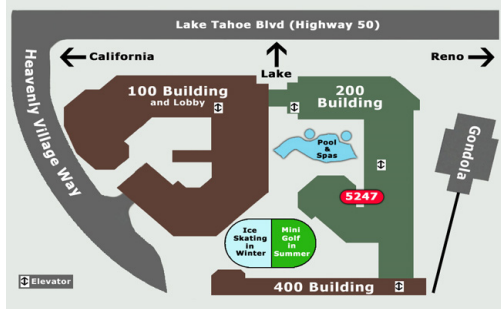 Lake Tahoe Blvd (Highway 50)
California
Reno
Lake
Heavenly Village Way
100 Building
and Lobby
200
Building
Pool
&
Spas
Gondola
5247
Ice
Skating
in
Winter
Mini
Golf
in
Summer
Elevator
400 Building